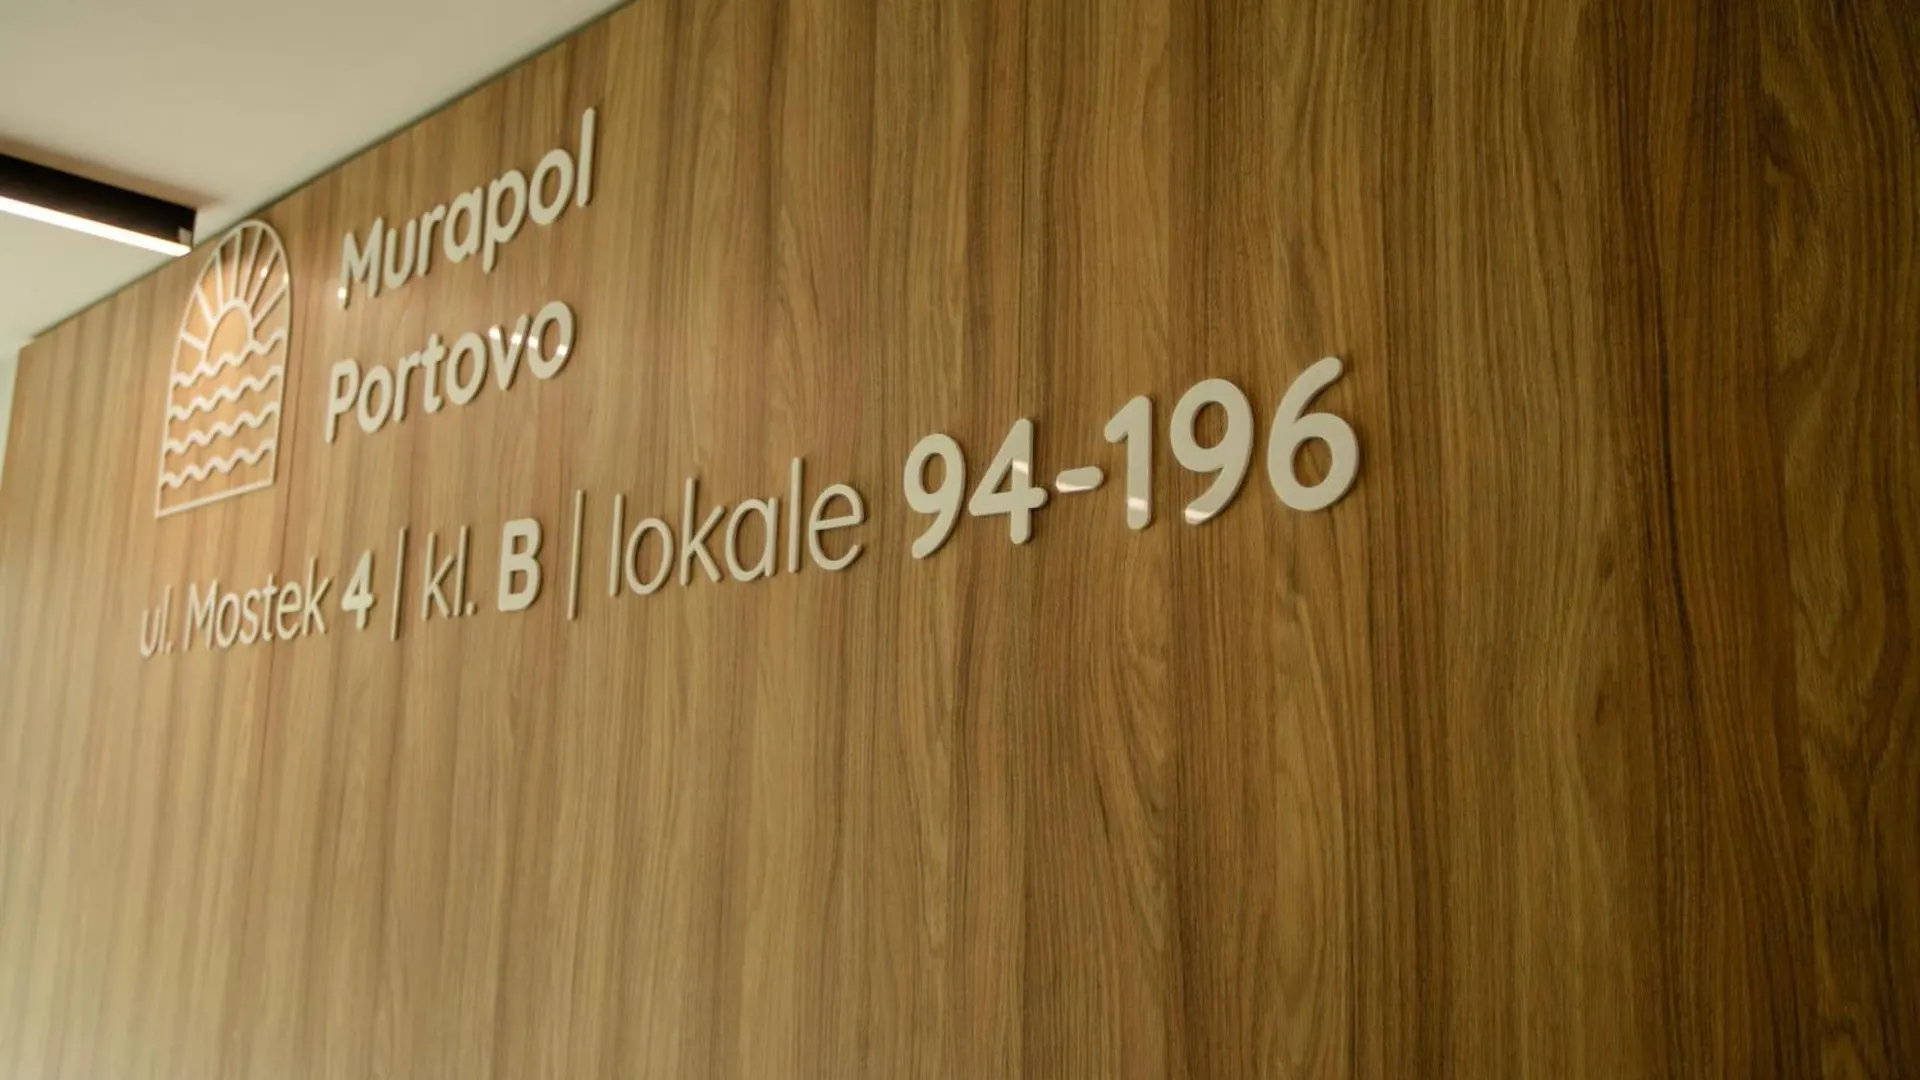 Murapol
Portovo
ul. Mostek 4 | kl. B | lokale 94-196